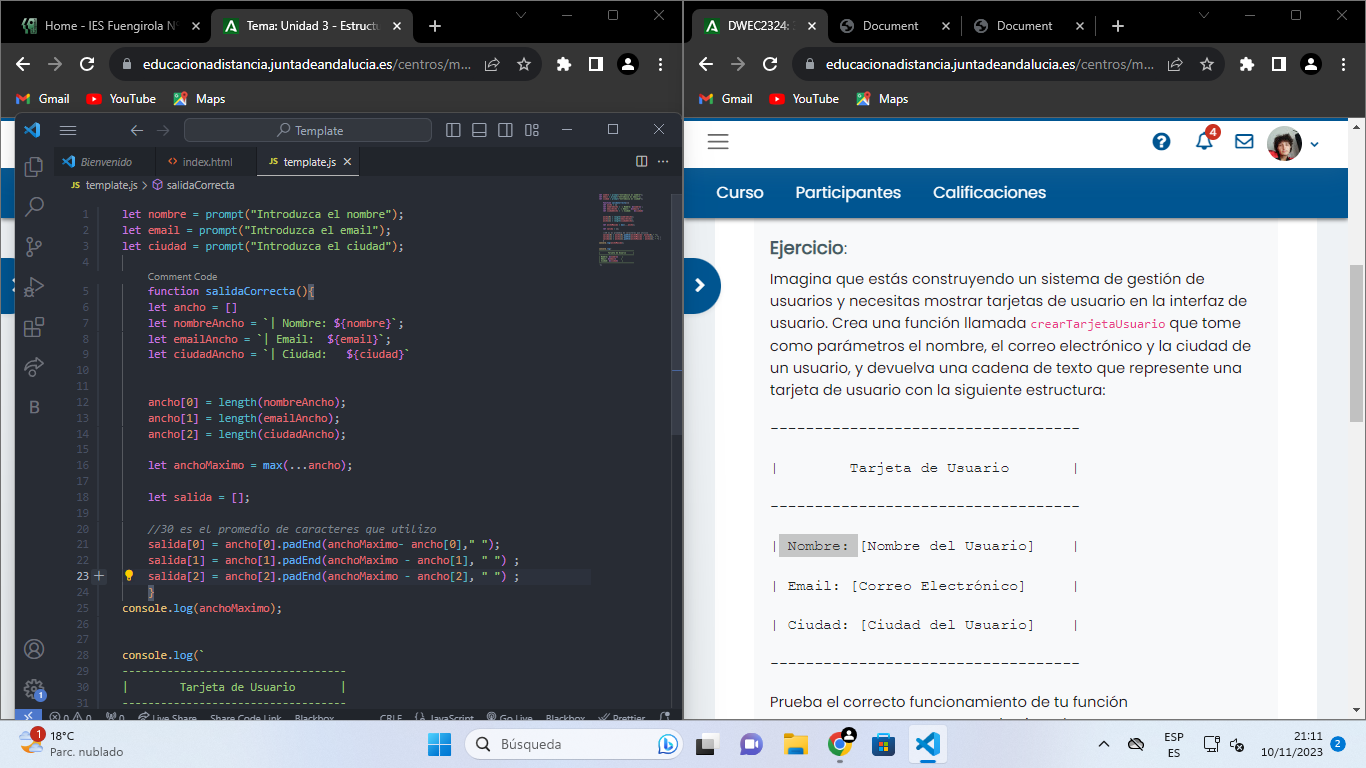 Home - IES Fuengirola N
Tema: Unidad 3 - Estructu
educacionadistancia.juntadeandalucia.es/centros/m...
Gmail
YouTube
Maps
Template
Bienvenido
index.html
JS template.js
JS template.js > salidaCorrecta
1 let nombre = prompt("Introduzca el nombre");
2 let email = prompt("Introduzca el email");
3 let ciudad = prompt("Introduzca el ciudad");
4
Comment Code
5 function salidaCorrecta(){
6 let ancho = []
7 let nombreAncho = `| Nombre: ${nombre}`;
8 let emailAncho = `| Email:  ${email}`;
9 let ciudadAncho = `| Ciudad:   ${ciudad}`
10
11
12 ancho[0] = length(nombreAncho);
13 ancho[1] = length(emailAncho);
14 ancho[2] = length(ciudadAncho);
15
16 let anchoMaximo = max(...ancho);
17
18 let salida = [];
19
20 //30 es el promedio de caracteres que utilizo
21 salida[0] = ancho[0].padEnd(anchoMaximo- ancho[0]," ");
22 salida[1] = ancho[1].padEnd(anchoMaximo - ancho[1], " ") ;
23 salida[2] = ancho[2].padEnd(anchoMaximo - ancho[2], " ") ;
24 }
25 console.log(anchoMaximo);
26
27
28 console.log(`
29 ----------------------------------
30 |        Tarjeta de Usuario       |
31 ----------------------------------
B
1
0 0 0 Live Share Share Code Link Blackbox CRLF {} JavaScript Go Live Blackbox Prettier
DWEC2324:
Document
Document
educacionadistancia.juntadeandalucia.es/centros/m...
Gmail
YouTube
Maps
4
Curso
Participantes
Calificaciones
Ejercicio:
Imagina que estás construyendo un sistema de gestión de
usuarios y necesitas mostrar tarjetas de usuario en la interfaz de
usuario. Crea una función llamada crearTarjetaUsuario que tome
como parámetros el nombre, el correo electrónico y la ciudad de
un usuario, y devuelva una cadena de texto que represente una
tarjeta de usuario con la siguiente estructura:
----------------------------------
|        Tarjeta de Usuario       |
----------------------------------
| Nombre: [Nombre del Usuario]    |
| Email: [Correo Electrónico]     |
| Ciudad: [Ciudad del Usuario]    |
----------------------------------
Prueba el correcto funcionamiento de tu función
1
18°C
Parc. nublado
Búsqueda
ESP
ES
21:11
10/11/2023
2